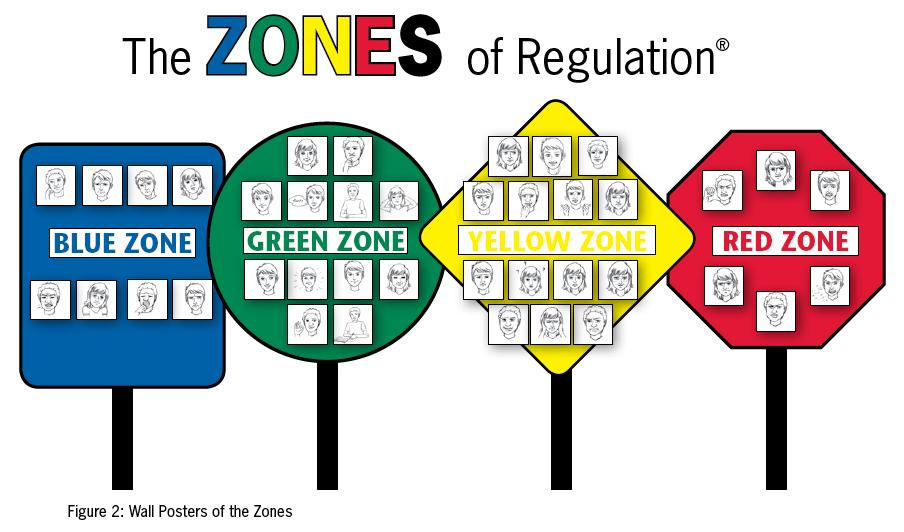 The ZONES of Regulation®
BLUE ZONE
GREEN ZONE
YELLOW ZONE
RED ZONE
Figure 2: Wall Posters of the Zones